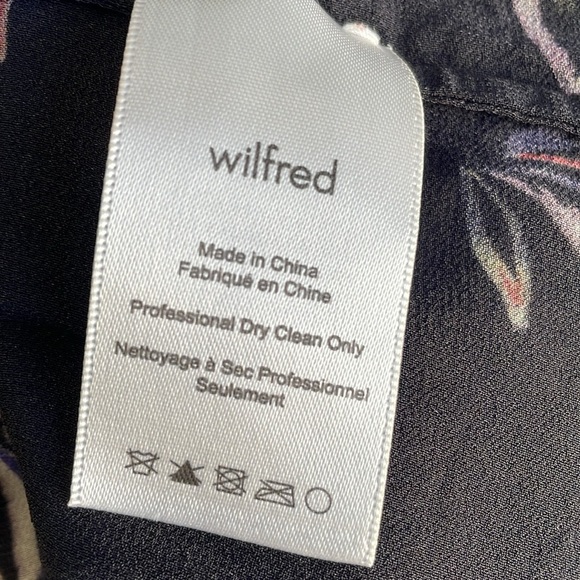 wilfred
Made in China
Fabriqué en Chine
Professional Dry Clean Only
Nettoyage à Sec Professionnel
Seulement